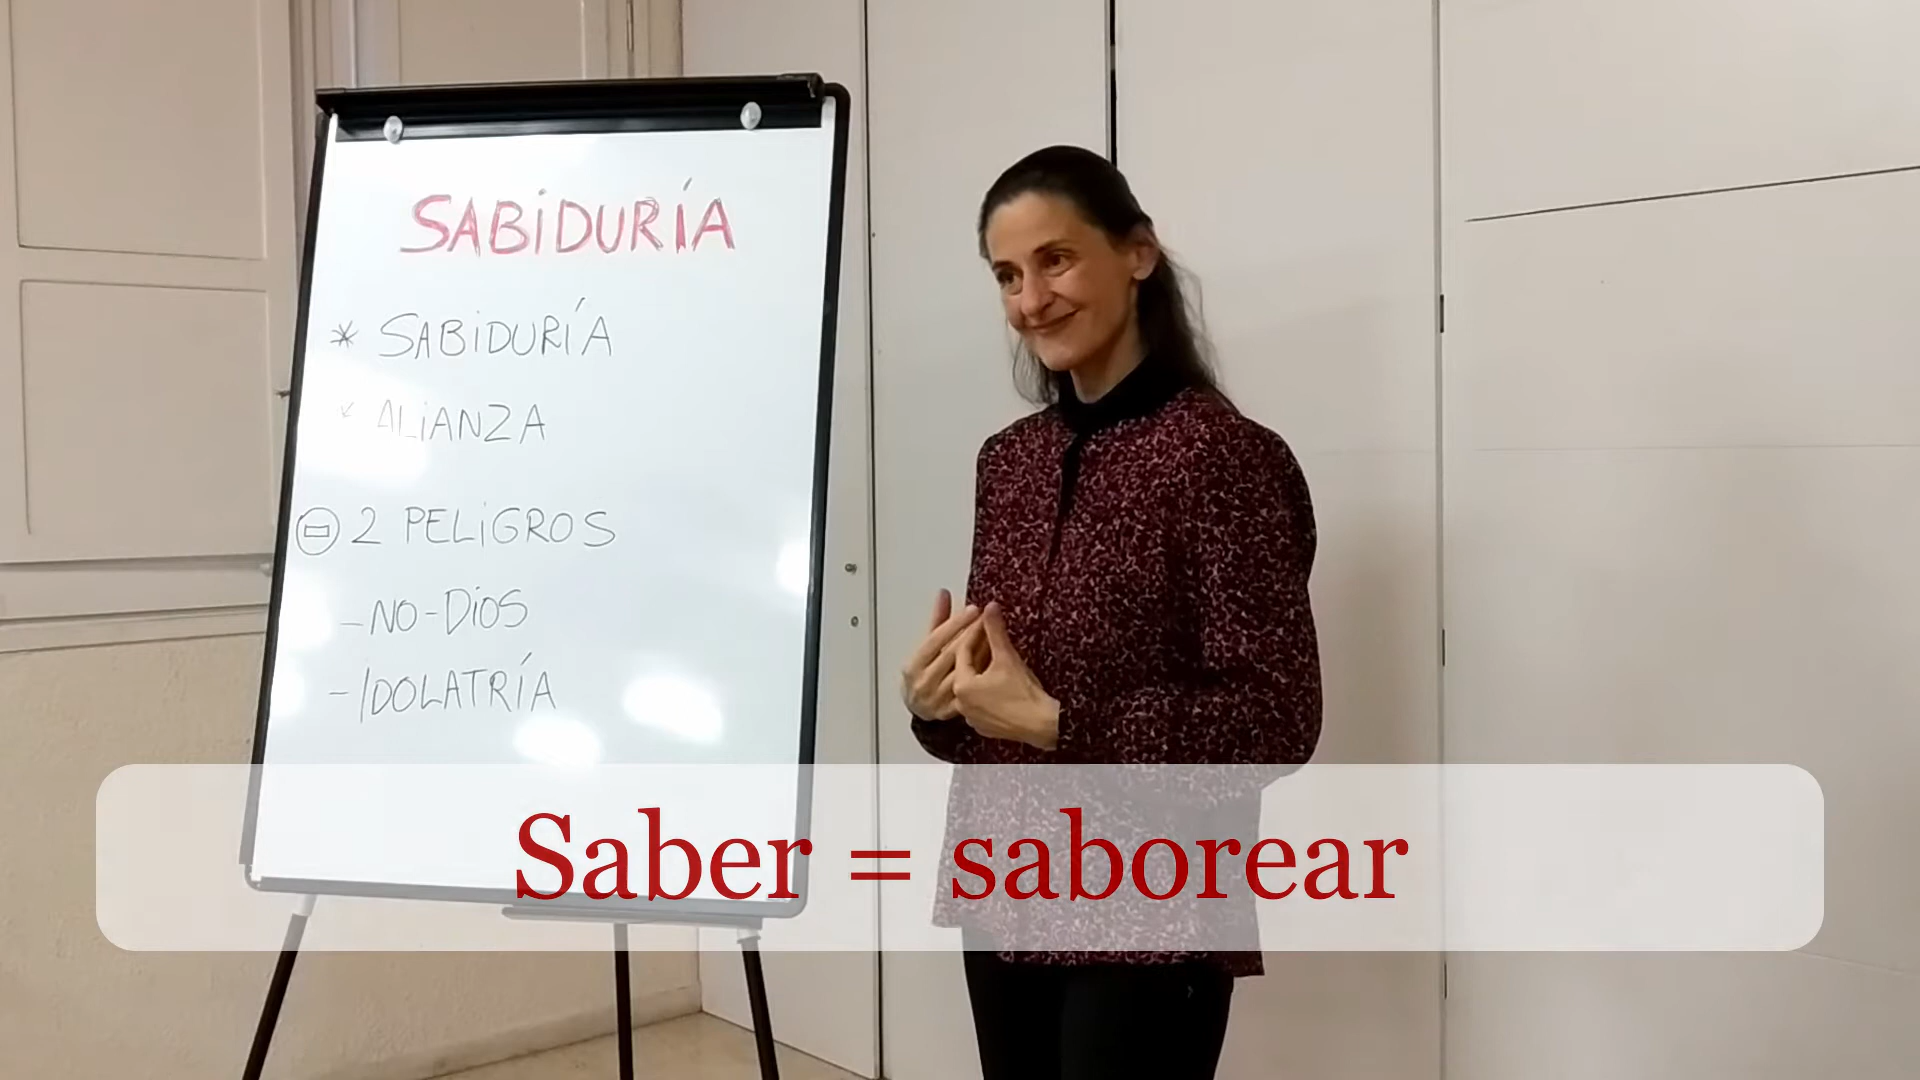 SABIDURÍA
* SABIDURÍA
* ALIANZA
⊖ 2 PELIGROS
- NO-DIOS
- IDOLATRÍA
Saber = saborear